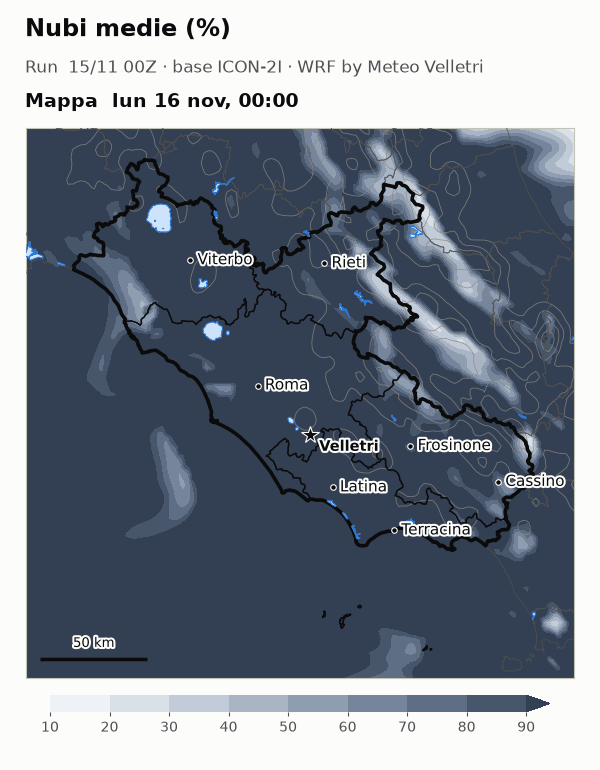 Nubi medie (%)
Run 15/11 00Z · base ICON-2I · WRF by Meteo Velletri
Mappa lun 16 nov, 00:00
Viterbo
Rieti
Roma
Velletri
Frosinone
Cassino
Latina
Terracina
50 km
10 20 30 40 50 60 70 80 90